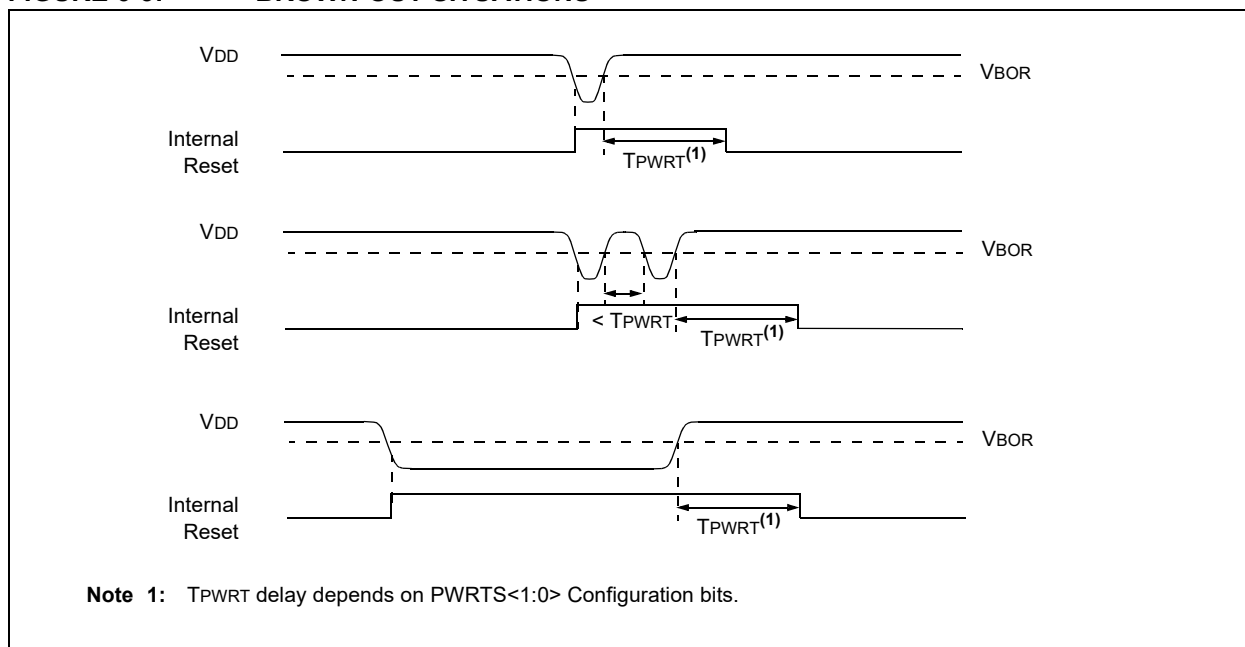 VDD
VBOR
Internal
Reset
TPWRT(1)
VDD
VBOR
Internal
Reset
< TPWRT
TPWRT(1)
VDD
VBOR
Internal
Reset
TPWRT(1)
Note 1: TPWRT delay depends on PWRTS<1:0> Configuration bits.